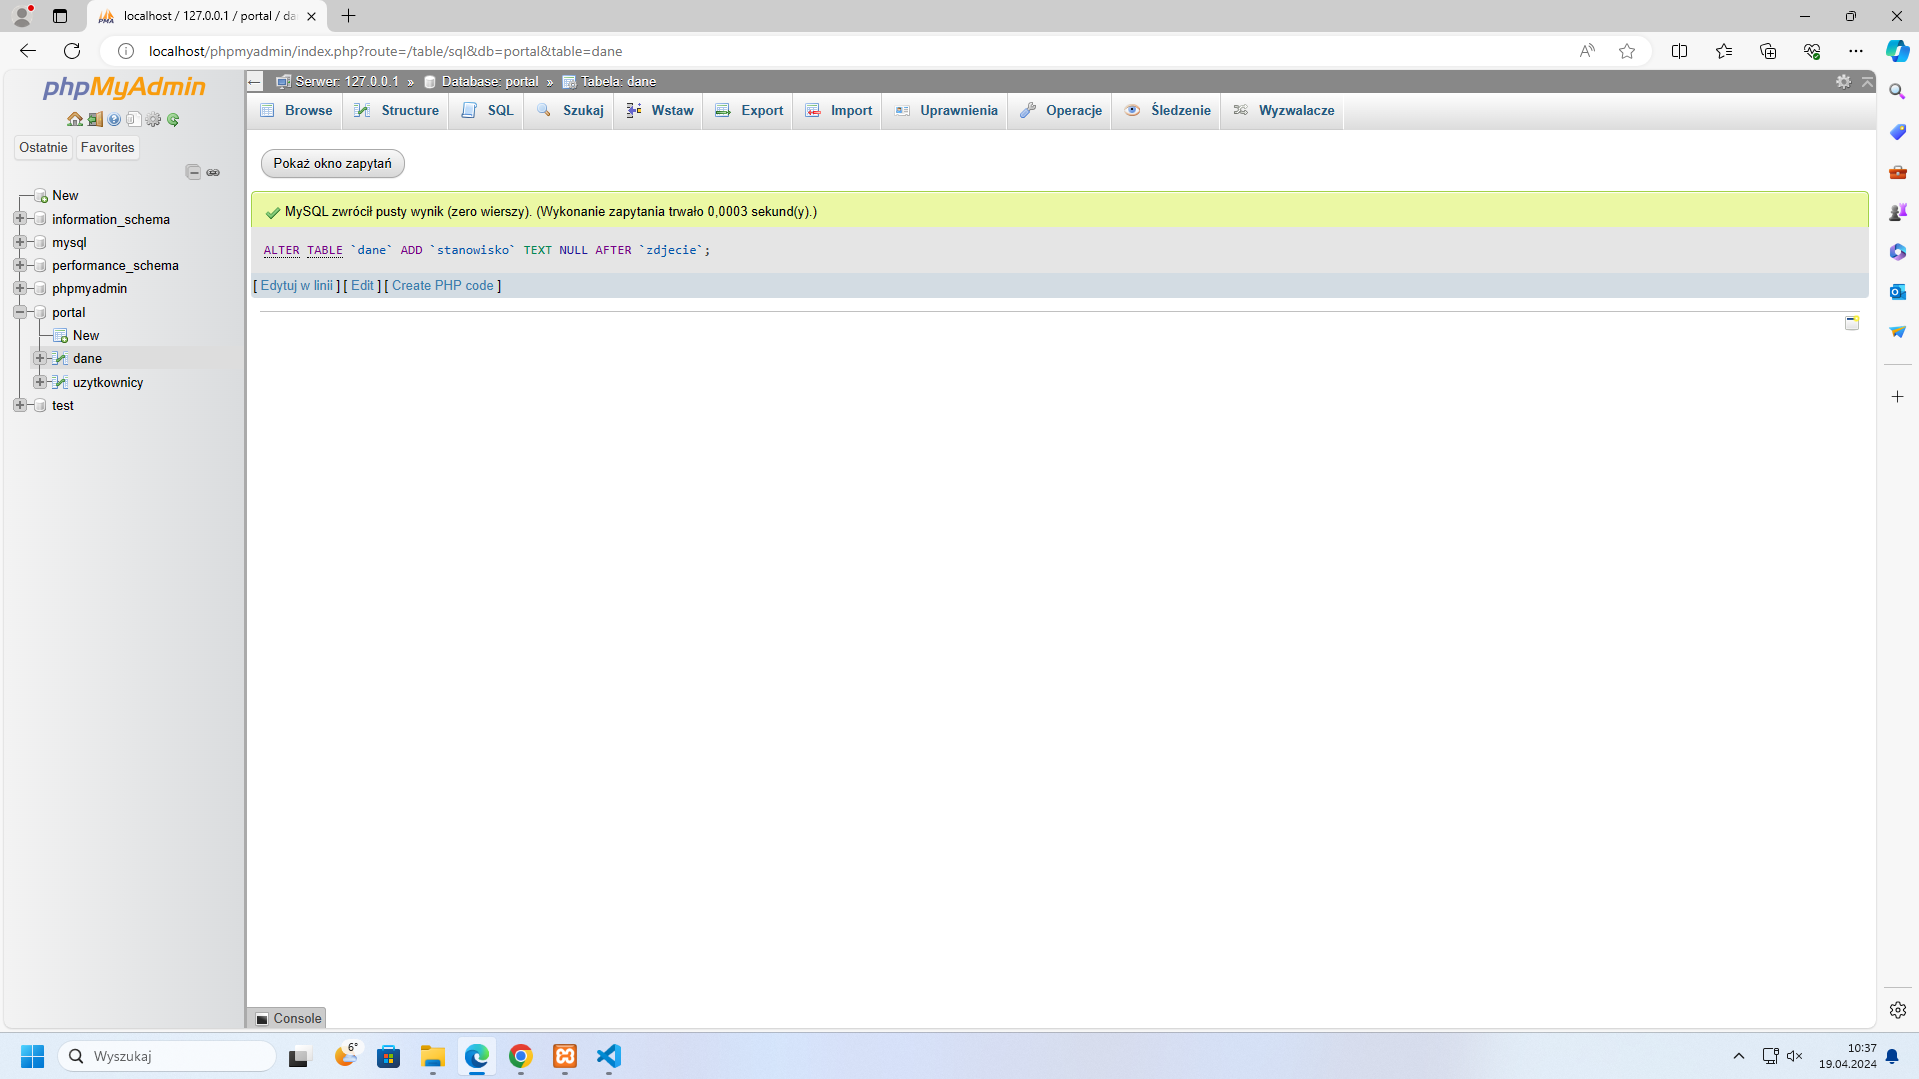 localhost / 127.0.0.1 / portal / da
localhost/phpmyadmin/index.php?route=/table/sql&db=portal&table=dane
phpMyAdmin
Ostatnie
Favorites
New
information_schema
mysql
performance_schema
phpmyadmin
portal
New
dane
uzytkownicy
test
Serwer: 127.0.0.1 » Database: portal » Tabela: dane
Browse
Structure
SQL
Szukaj
Wstaw
Export
Import
Uprawnienia
Operacje
Śledzenie
Wyzwalacze
Pokaż okno zapytań
MySQL zwrócił pusty wynik (zero wierszy). (Wykonanie zapytania trwało 0,0003 sekund(y).)
ALTER TABLE `dane` ADD `stanowisko` TEXT NULL AFTER `zdjecie`;
[ Edytuj w linii ] [ Edit ] [ Create PHP code ]
Console
Wyszukaj
6°
10:37
19.04.2024